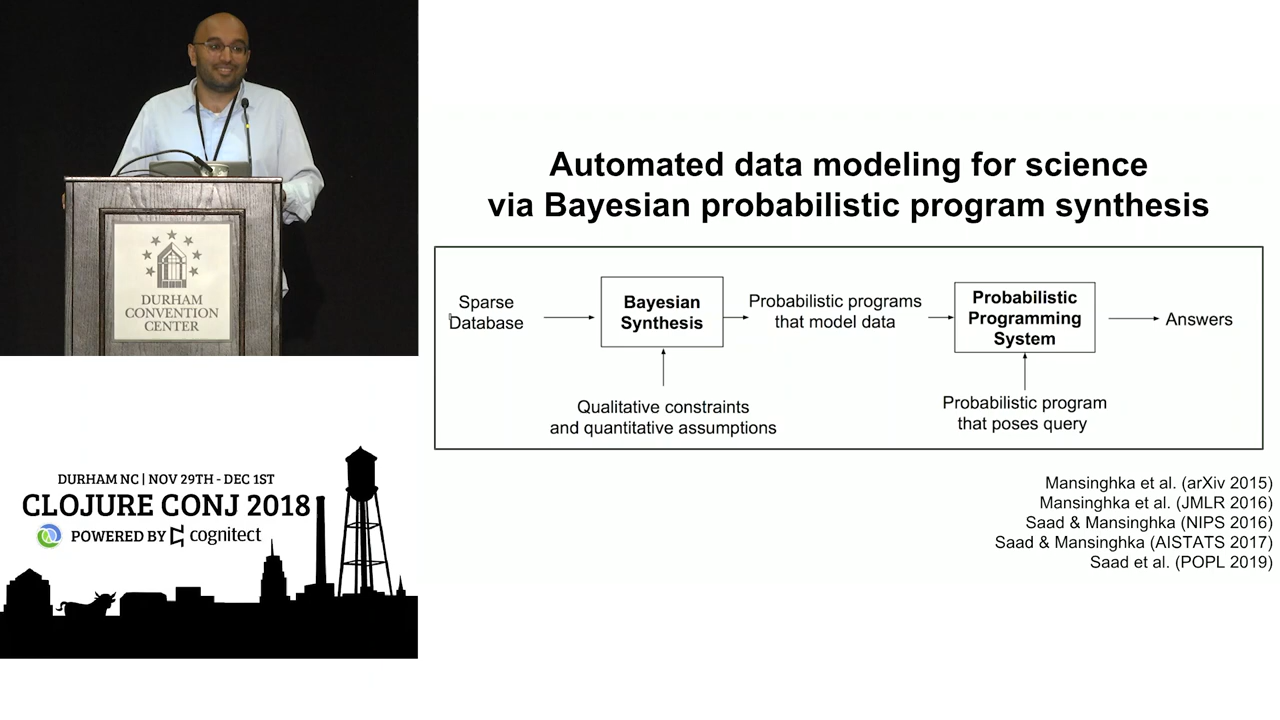 DURHAM
CONVENTION
CENTER
DURHAM NC | NOV 29TH - DEC 1ST
CLOJURE CONJ 2018
POWERED BY cognitect
Automated data modeling for science
via Bayesian probabilistic program synthesis
Sparse
Database
Bayesian
Synthesis
Probabilistic programs
that model data
Probabilistic
Programming
System
Answers
Qualitative constraints
and quantitative assumptions
Probabilistic program
that poses query
Mansinghka et al. (arXiv 2015)
Mansinghka et al. (JMLR 2016)
Saad & Mansinghka (NIPS 2016)
Saad & Mansinghka (AISTATS 2017)
Saad et al. (POPL 2019)